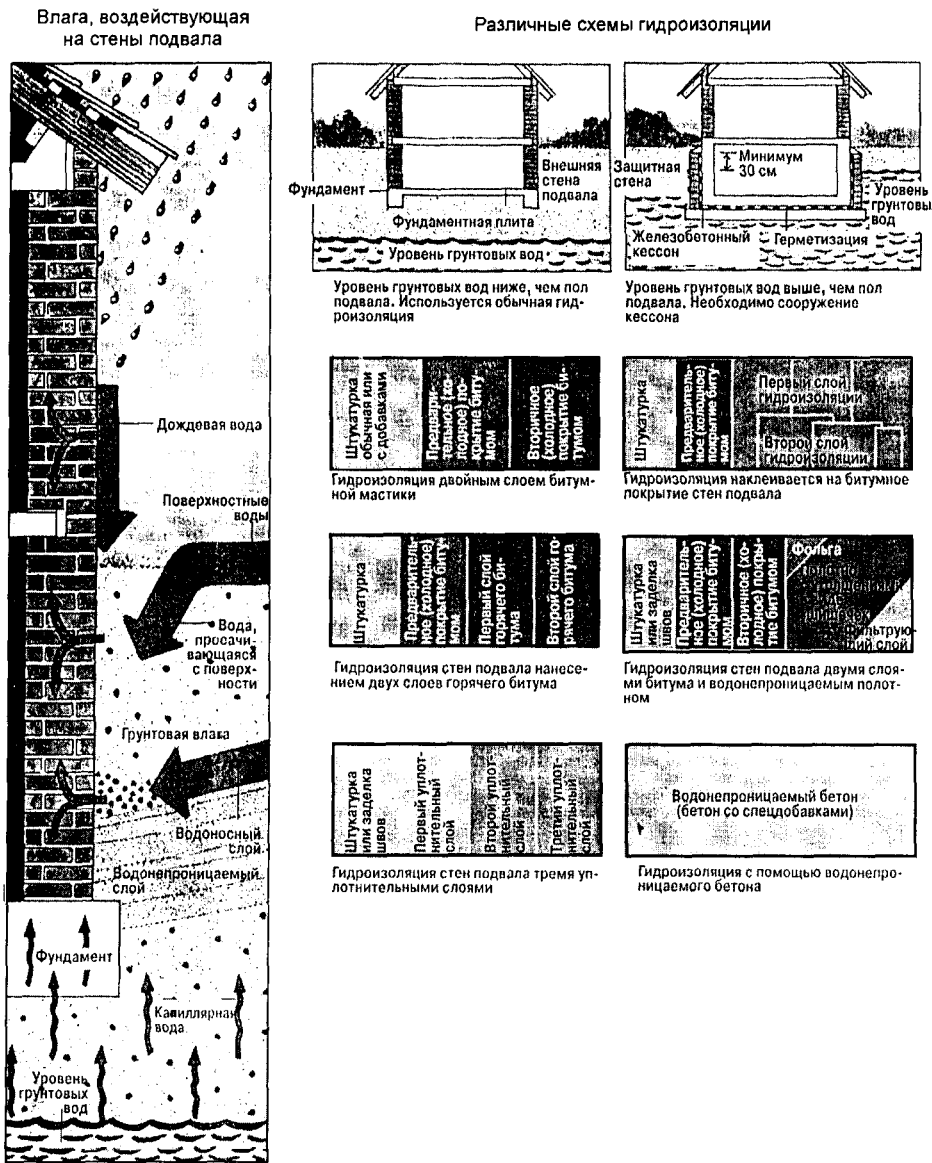 Влага, воздействующая
на стены подвала
Дождевая вода
Поверхностные
воды
Вода,
просачи-
вающаяся
с поверх-
ности
Грунтовая влага
Водоносный
слой
Водонепроницаемый
слой
Фундамент
Капиллярная
вода
Уровень
грунтовых
вод
Различные схемы гидроизоляции
Фундамент
Внешняя
стена
подвала
Фундаментная плита
Уровень грунтовых вод
Уровень грунтовых вод ниже, чем пол
подвала. Используется обычная гид-
роизоляция
Защитная
стена
Минимум
30 см
Уровень
грунтовы
вод
Железобетонный
кессон
Герметизация
Уровень грунтовых вод выше, чем пол
подвала. Необходимо сооружение
кессона
Штукатурка
обычная или
с добавками
Предвари-
тельное (хо-
лодное) по-
крытие биту-
мом
Вторичное
(холодное)
покрытие би-
тумом
Гидроизоляция двойным слоем битум-
ной мастики
Штукатурка
Предваритель-
ное (холодное)
покрытие биту-
мом
Первый слой
гидроизоляции
Второй слой
гидроизоляции
Гидроизоляция наклеивается на битумное
покрытие стен подвала
Штукатурка
Предваритель-
ное (холодное)
покрытие биту-
мом
Первый слой
горячего би-
тума
Второй слой го-
рячего битума
Гидроизоляция стен подвала нанесе-
нием двух слоев горячего битума
Штукатурка
или заделка
швов
Предваритель-
ное (холодное)
покрытие биту-
мом
Вторичное (хо-
лодное) покры-
тие битумом
Фольга
Фильтрую-
щий слой
Гидроизоляция стен подвала двумя слоя-
ми битума и водонепроницаемым полот-
ном
Штукатурка
или заделка
швов
Первый уплот-
нительный
слой
Второй уплот-
нительный
слой
Третий уплот-
нительный
слой
Гидроизоляция стен подвала тремя уп-
лотнительными слоями
Водонепроницаемый бетон
(бетон со спецдобавками)
Гидроизоляция с помощью водонепро-
ницаемого бетона